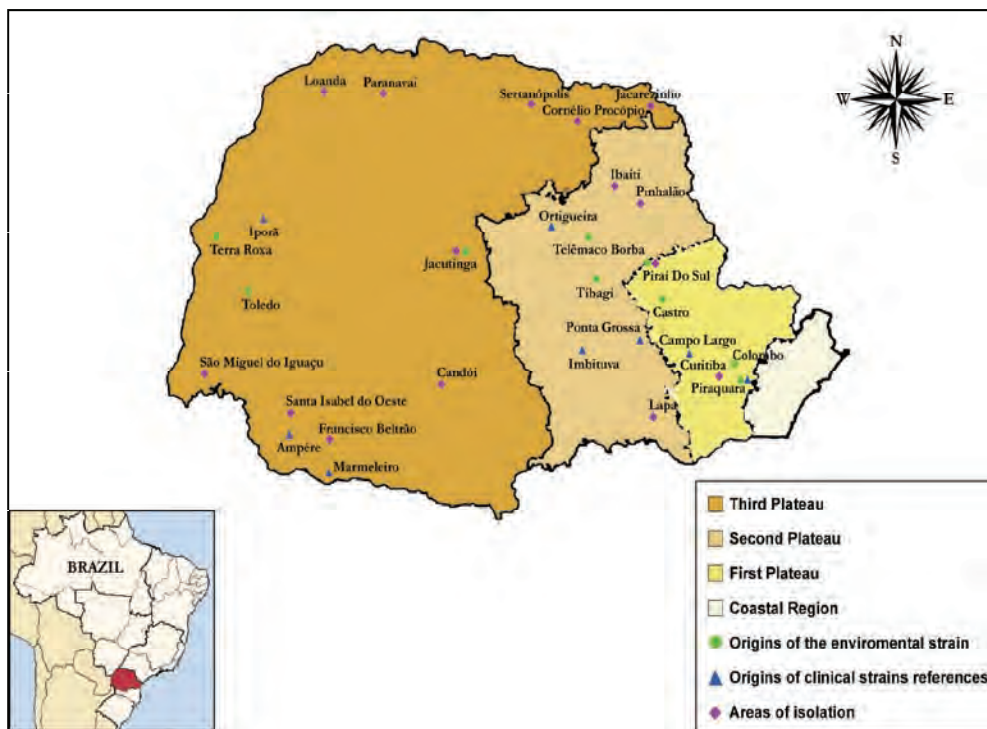 N
W E
S
Loanda
Paranavaí
Sertanópolis
Jacarezinho
Cornélio Procópio
Ibaiti
Pinhalão
Ortigueira
Iporã
Terra Roxa
Telêmaco Borba
Jacutinga
Piraí Do Sul
Toledo
Tibagi
Castro
Ponta Grossa
Campo Largo
Imbituva
Curitiba
Colombo
Piraquara
São Miguel do Iguaçu
Candói
Santa Isabel do Oeste
Lapa
Francisco Beltrão
Ampére
Marmeleiro
BRAZIL
Third Plateau
Second Plateau
First Plateau
Coastal Region
Origins of the enviromental strain
Origins of clinical strains references
Areas of isolation